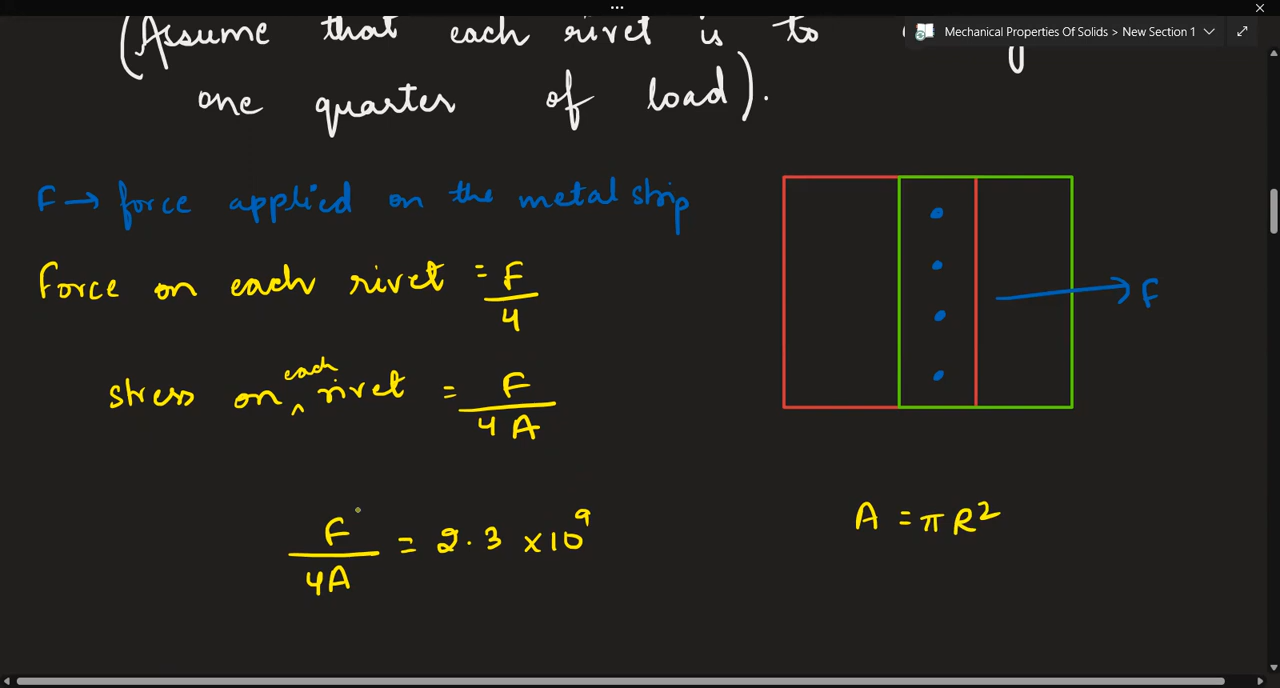 Mechanical Properties Of Solids > New Section 1
(Assume that each rivet is to
one quarter of load).
F → force applied on the metal strip
Force on each rivet = F/4
stress on each rivet = F/4A
F/4A = 2.3 × 10⁹
A = πR²
F